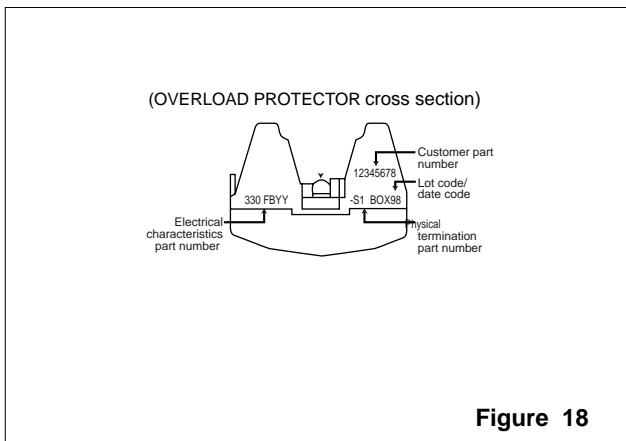 (OVERLOAD PROTECTOR cross section)
Customer part
number
12345678
Lot code/
date code
330 FBYY
-S1 BOX98
Electrical
characteristics
part number
Physical
termination
part number
Figure 18